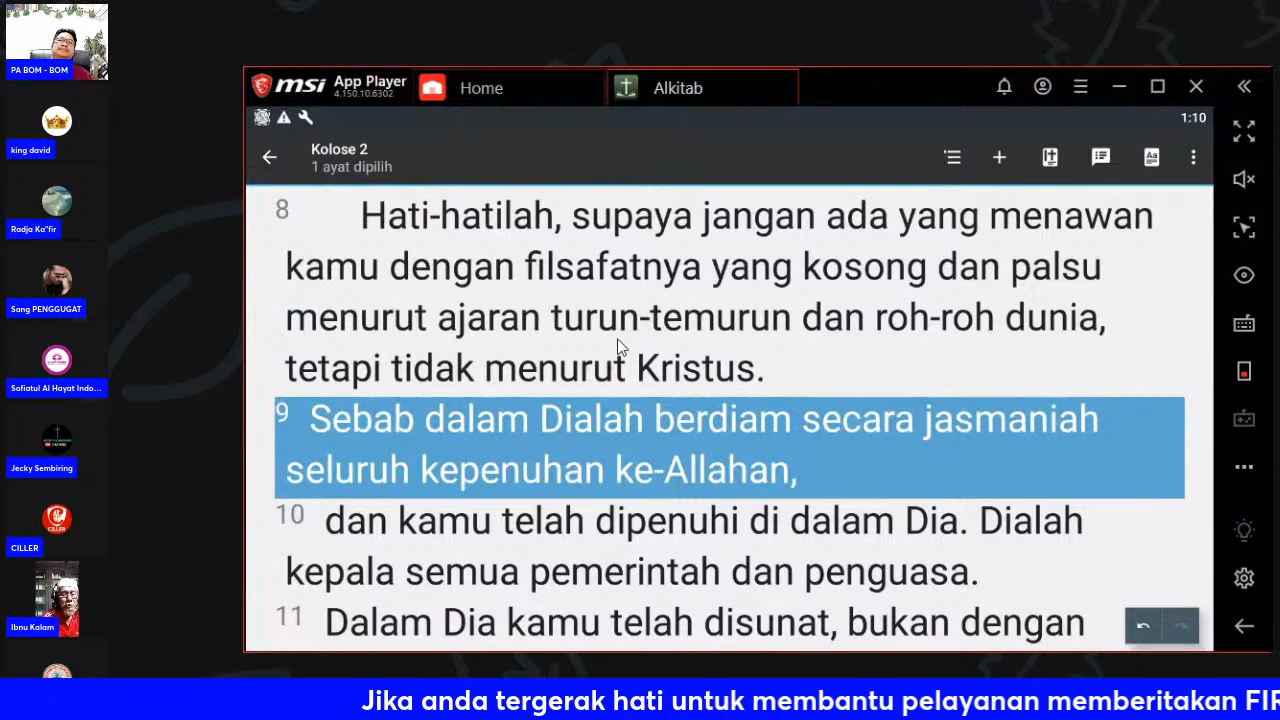 PA BOM - BOM
king david
Radja Ka"fir
Sang PENGGUGAT
Sofiatul Al Hayat Indo...
Jecky Sembiring
CILLER
Ibnu Kalam
msi App Player
4.150.10.6302
Home
Alkitab
1:10
Kolose 2
1 ayat dipilih
8 Hati-hatilah, supaya jangan ada yang menawan
kamu dengan filsafatnya yang kosong dan palsu
menurut ajaran turun-temurun dan roh-roh dunia,
tetapi tidak menurut Kristus.
9 Sebab dalam Dialah berdiam secara jasmaniah
seluruh kepenuhan ke-Allahan,
10 dan kamu telah dipenuhi di dalam Dia. Dialah
kepala semua pemerintah dan penguasa.
11 Dalam Dia kamu telah disunat, bukan dengan
Jika anda tergerak hati untuk membantu pelayanan memberitakan FIR